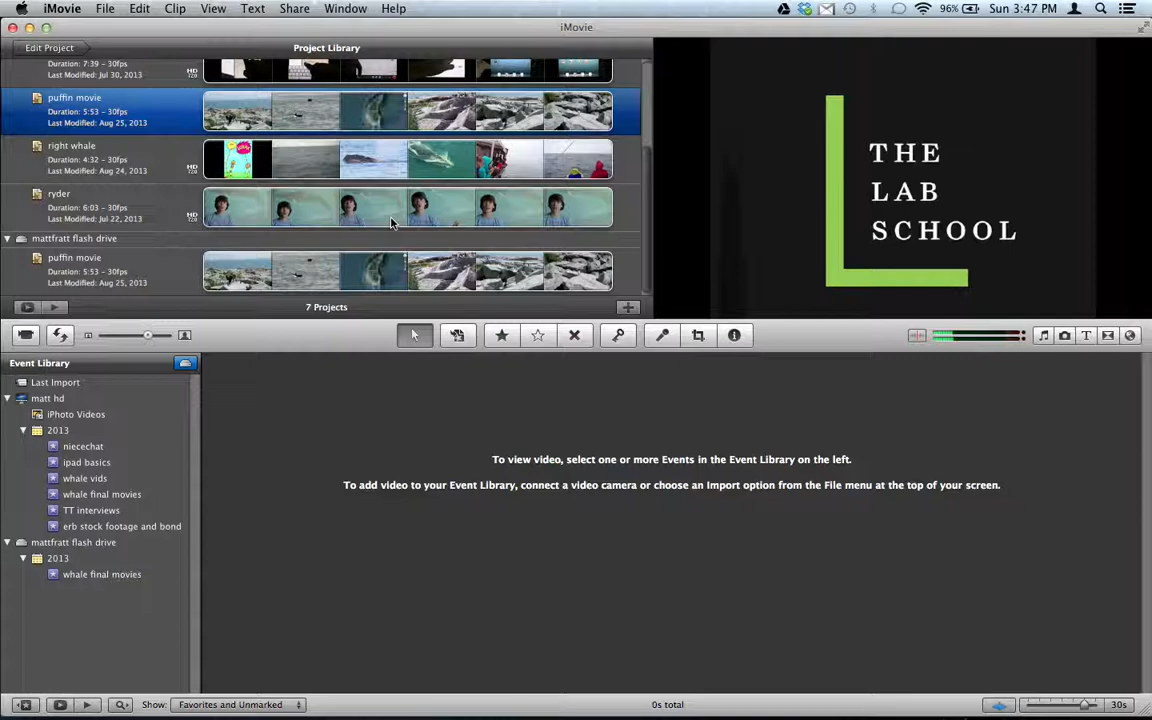 iMovie File Edit Clip View Text Share Window Help 96% Sun 3:47 PM
iMovie
Edit Project Project Library
Duration: 7:39 – 30fps
Last Modified: Jul 30, 2013 HD 720
puffin movie
Duration: 5:53 – 30fps
Last Modified: Aug 25, 2013
right whale
Duration: 4:32 – 30fps
Last Modified: Aug 24, 2013 HD 720
ryder
Duration: 6:03 – 30fps
Last Modified: Jul 22, 2013 HD 720
mattfratt flash drive
puffin movie
Duration: 5:53 – 30fps
Last Modified: Aug 25, 2013
7 Projects
THE
LAB
SCHOOL
Event Library
Last Import
matt hd
iPhoto Videos
2013
niecechat
ipad basics
whale vids
whale final movies
TT interviews
erb stock footage and bond
mattfratt flash drive
2013
whale final movies
To view video, select one or more Events in the Event Library on the left.
To add video to your Event Library, connect a video camera or choose an Import option from the File menu at the top of your screen.
Show: Favorites and Unmarked 0s total 30s